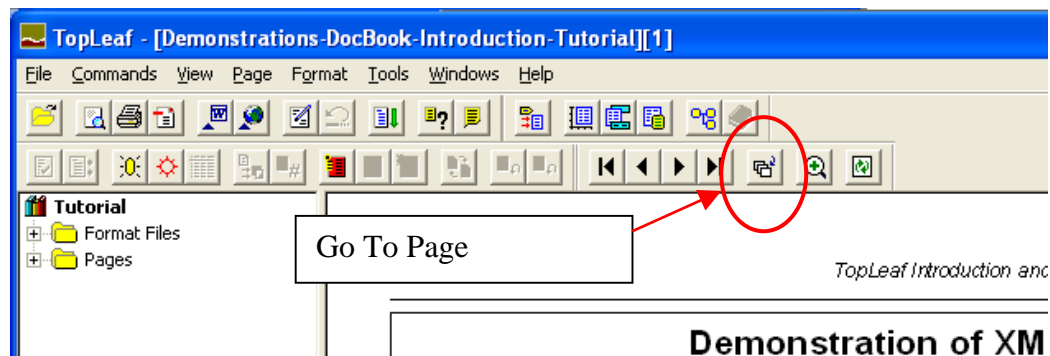 TopLeaf - [Demonstrations-DocBook-Introduction-Tutorial][1]
File Commands View Page Format Tools Windows Help
Tutorial
Format Files
Pages
Go To Page
TopLeaf Introduction and
Demonstration of XM